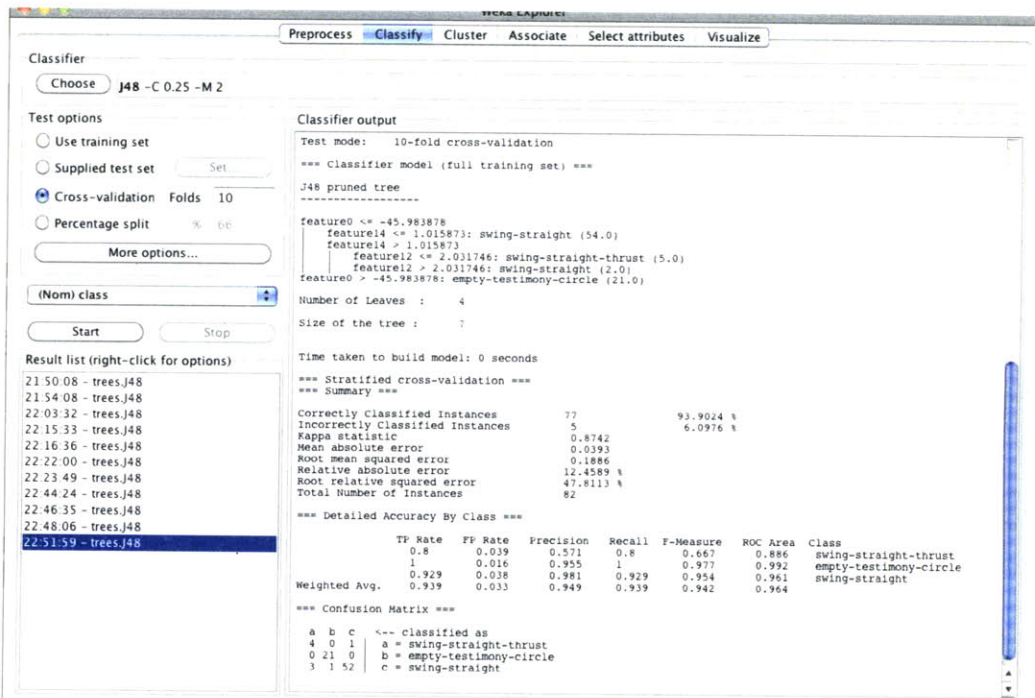 Weka Explorer
Preprocess Classify Cluster Associate Select attributes Visualize
Classifier
Choose J48 -C 0.25 -M 2
Test options
Use training set
Supplied test set Set...
Cross-validation Folds 10
Percentage split % 66
More options...
(Nom) class
Start Stop
Result list (right-click for options)
21:50:08 - trees.J48
21:54:08 - trees.J48
22:03:32 - trees.J48
22:15:33 - trees.J48
22:16:36 - trees.J48
22:22:00 - trees.J48
22:23:49 - trees.J48
22:44:24 - trees.J48
22:46:35 - trees.J48
22:48:06 - trees.J48
22:51:59 - trees.J48
Classifier output
Test mode: 10-fold cross-validation
=== Classifier model (full training set) ===
J48 pruned tree
------------------
feature0 <= -45.983878
|   feature14 <= 1.015873: swing-straight (54.0)
|   feature14 > 1.015873
|   |   feature12 <= 2.031746: swing-straight-thrust (5.0)
|   |   feature12 > 2.031746: swing-straight (2.0)
feature0 > -45.983878: empty-testimony-circle (21.0)
Number of Leaves : 4
Size of the tree : 7
Time taken to build model: 0 seconds
=== Stratified cross-validation ===
=== Summary ===
Correctly Classified Instances 77 93.9024 %
Incorrectly Classified Instances 5 6.0976 %
Kappa statistic 0.8742
Mean absolute error 0.0393
Root mean squared error 0.1886
Relative absolute error 12.4589 %
Root relative squared error 47.8113 %
Total Number of Instances 82
=== Detailed Accuracy By Class ===
TP Rate FP Rate Precision Recall F-Measure ROC Area Class
0.8 0.039 0.571 0.8 0.667 0.886 swing-straight-thrust
1 0.016 0.955 1 0.977 0.992 empty-testimony-circle
0.929 0.038 0.981 0.929 0.954 0.961 swing-straight
Weighted Avg. 0.939 0.033 0.949 0.939 0.942 0.964
=== Confusion Matrix ===
a b c <-- classified as
4 0 1 | a = swing-straight-thrust
0 21 0 | b = empty-testimony-circle
3 1 52 | c = swing-straight